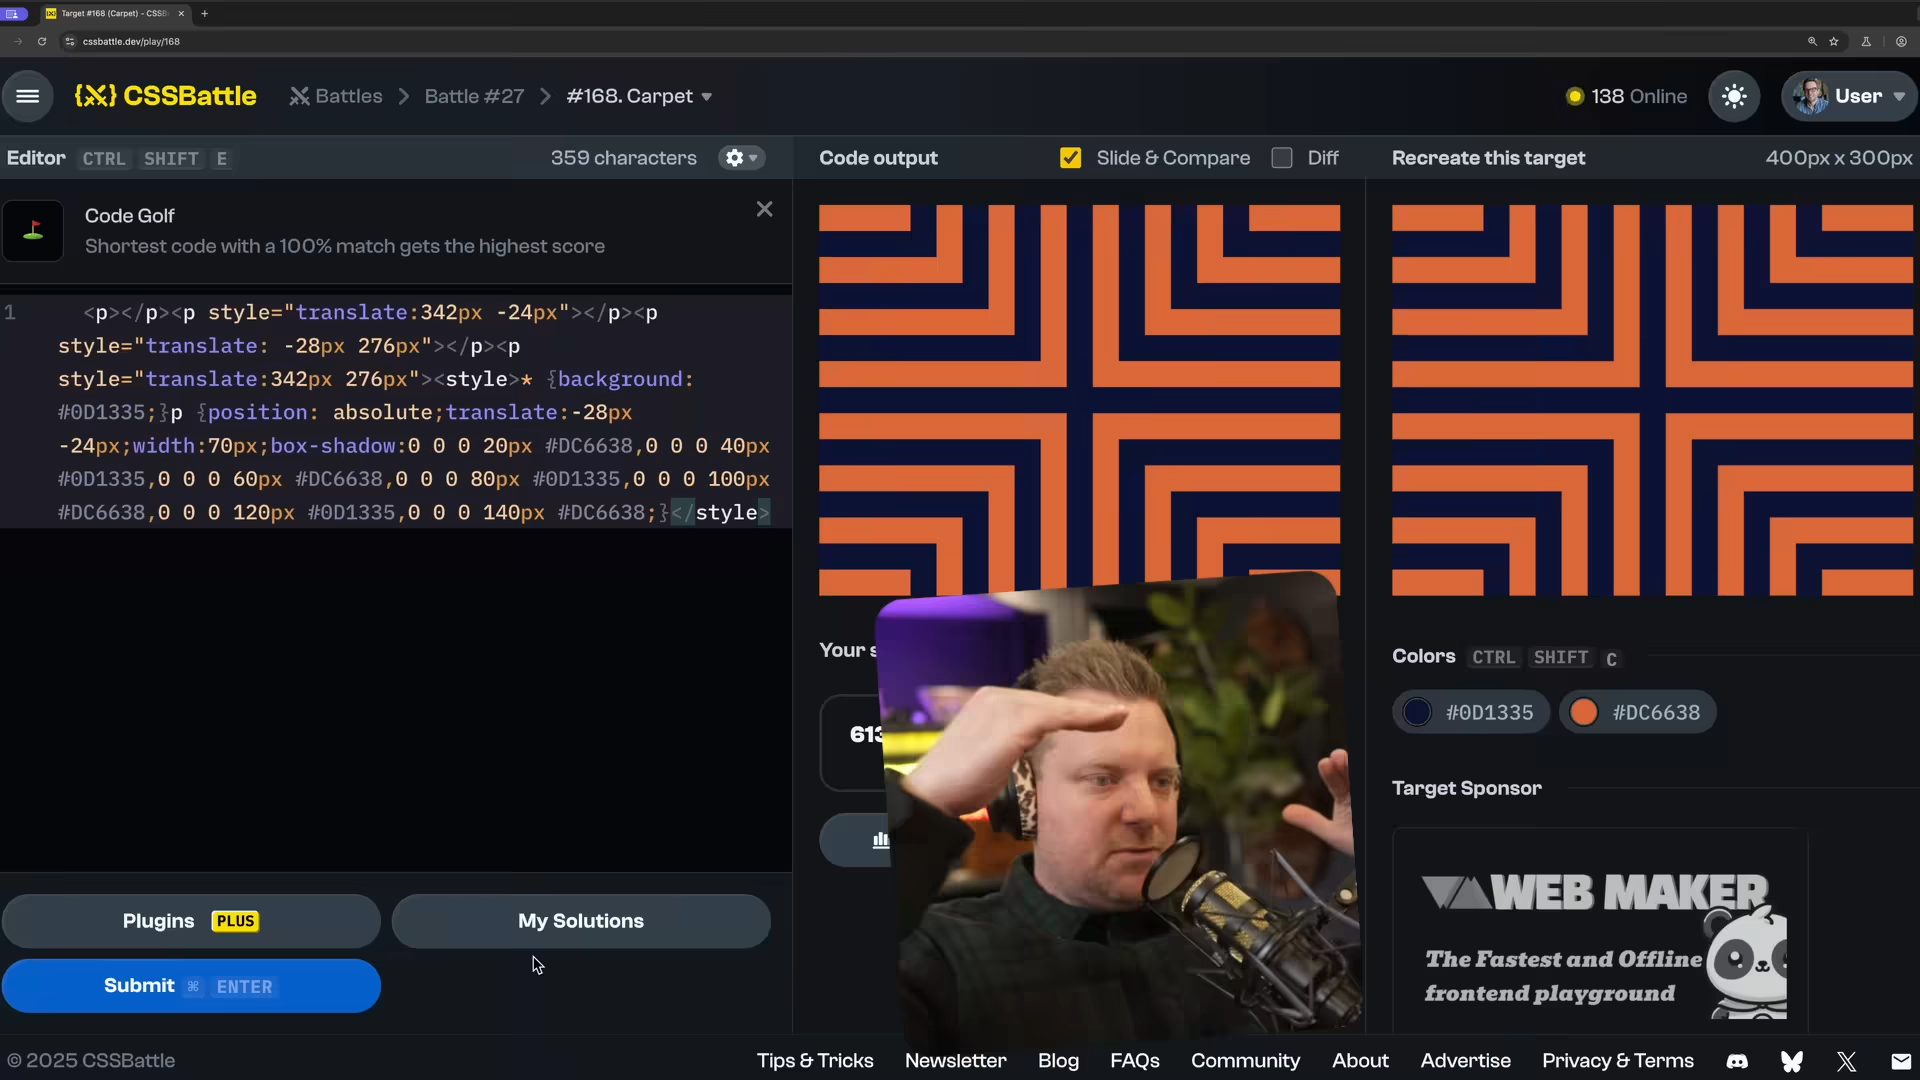 Target #168 (Carpet) – CSSB
cssbattle.dev/play/168
{X} CSSBattle
Battles
Battle #27
#168. Carpet
138 Online
User
Editor CTRL SHIFT E
359 characters
Code output
Slide & Compare
Diff
Recreate this target
400px x 300px
Code Golf
Shortest code with a 100% match gets the highest score
1
<p></p><p style="translate:342px -24px"></p><p
style="translate: -28px 276px"></p><p
style="translate:342px 276px"><style>* {background:
#0D1335;}p {position: absolute;translate:-28px
-24px;width:70px;box-shadow:0 0 0 20px #DC6638,0 0 0 40px
#0D1335,0 0 0 60px #DC6638,0 0 0 80px #0D1335,0 0 0 100px
#DC6638,0 0 0 120px #0D1335,0 0 0 140px #DC6638;}</style>
Your s
613
Colors CTRL SHIFT C
#0D1335
#DC6638
Target Sponsor
WEB MAKER
The Fastest and Offline
frontend playground
Plugins PLUS
My Solutions
Submit ⌘ ENTER
© 2025 CSSBattle
Tips & Tricks
Newsletter
Blog
FAQs
Community
About
Advertise
Privacy & Terms